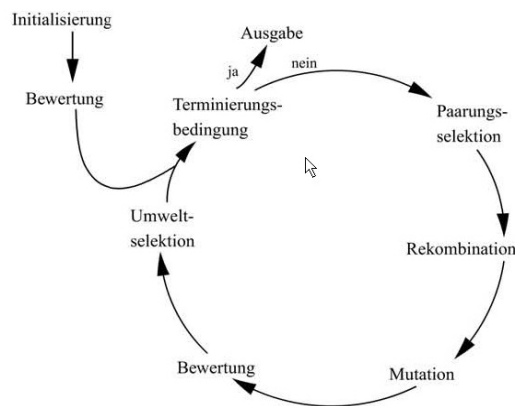 Initialisierung
Ausgabe
ja
nein
Bewertung
Terminierungs-
bedingung
Paarungs-
selektion
Umwelt-
selektion
Rekombination
Bewertung
Mutation